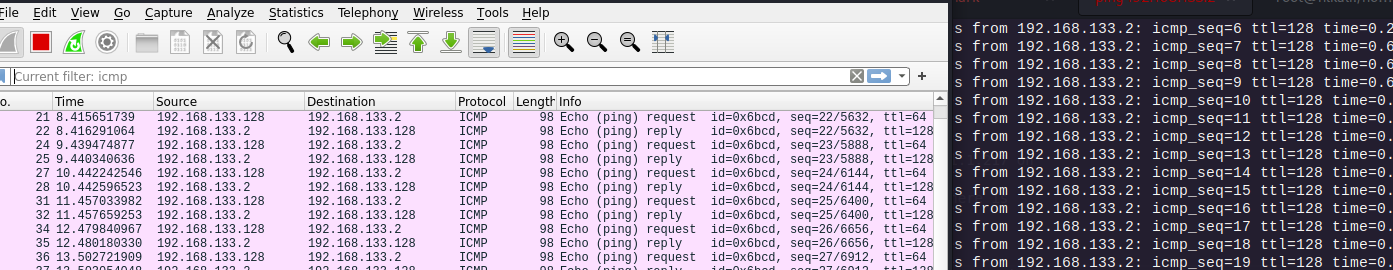 File Edit View Go Capture Analyze Statistics Telephony Wireless Tools Help
Current filter: icmp
o. Time Source Destination Protocol Length Info
21 8.415651739 192.168.133.128 192.168.133.2 ICMP 98 Echo (ping) request id=0x6bcd, seq=22/5632, ttl=64
22 8.416291064 192.168.133.2 192.168.133.128 ICMP 98 Echo (ping) reply id=0x6bcd, seq=22/5632, ttl=128
24 9.439474877 192.168.133.128 192.168.133.2 ICMP 98 Echo (ping) request id=0x6bcd, seq=23/5888, ttl=64
25 9.440340636 192.168.133.2 192.168.133.128 ICMP 98 Echo (ping) reply id=0x6bcd, seq=23/5888, ttl=128
27 10.442242546 192.168.133.128 192.168.133.2 ICMP 98 Echo (ping) request id=0x6bcd, seq=24/6144, ttl=64
28 10.442596523 192.168.133.2 192.168.133.128 ICMP 98 Echo (ping) reply id=0x6bcd, seq=24/6144, ttl=128
31 11.457033982 192.168.133.128 192.168.133.2 ICMP 98 Echo (ping) request id=0x6bcd, seq=25/6400, ttl=64
32 11.457659253 192.168.133.2 192.168.133.128 ICMP 98 Echo (ping) reply id=0x6bcd, seq=25/6400, ttl=128
34 12.479840967 192.168.133.128 192.168.133.2 ICMP 98 Echo (ping) request id=0x6bcd, seq=26/6656, ttl=64
35 12.480180330 192.168.133.2 192.168.133.128 ICMP 98 Echo (ping) reply id=0x6bcd, seq=26/6656, ttl=128
36 13.502721909 192.168.133.128 192.168.133.2 ICMP 98 Echo (ping) request id=0x6bcd, seq=27/6912, ttl=64
s from 192.168.133.2: icmp_seq=6 ttl=128 time=0.2
s from 192.168.133.2: icmp_seq=7 ttl=128 time=0.6
s from 192.168.133.2: icmp_seq=8 ttl=128 time=0.6
s from 192.168.133.2: icmp_seq=9 ttl=128 time=0.6
s from 192.168.133.2: icmp_seq=10 ttl=128 time=0.
s from 192.168.133.2: icmp_seq=11 ttl=128 time=0.
s from 192.168.133.2: icmp_seq=12 ttl=128 time=0.
s from 192.168.133.2: icmp_seq=13 ttl=128 time=0.
s from 192.168.133.2: icmp_seq=14 ttl=128 time=0.
s from 192.168.133.2: icmp_seq=15 ttl=128 time=0.
s from 192.168.133.2: icmp_seq=16 ttl=128 time=0.
s from 192.168.133.2: icmp_seq=17 ttl=128 time=0.
s from 192.168.133.2: icmp_seq=18 ttl=128 time=0.
s from 192.168.133.2: icmp_seq=19 ttl=128 time=0.